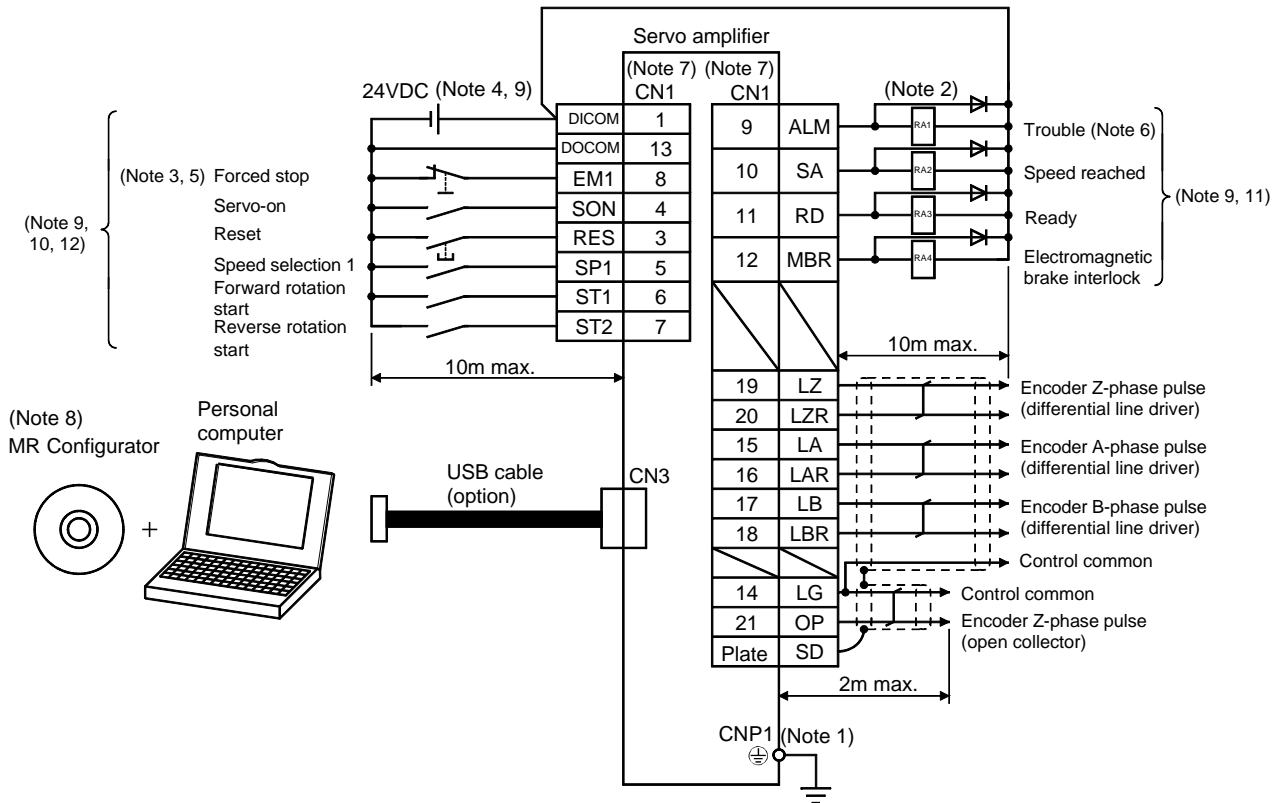 Servo amplifier
(Note 7) (Note 7)
CN1 CN1
24VDC (Note 4, 9)
(Note 2)
DICOM 1
DOCOM 13
EM1 8
SON 4
RES 3
SP1 5
ST1 6
ST2 7
(Note 9,
10, 12)
(Note 3, 5) Forced stop
Servo-on
Reset
Speed selection 1
Forward rotation
start
Reverse rotation
start
10m max.
9 ALM RA1 Trouble (Note 6)
10 SA RA2 Speed reached
11 RD RA3 Ready
12 MBR RA4 Electromagnetic
brake interlock
(Note 9, 11)
10m max.
19 LZ
20 LZR
Encoder Z-phase pulse
(differential line driver)
15 LA
16 LAR
Encoder A-phase pulse
(differential line driver)
17 LB
18 LBR
Encoder B-phase pulse
(differential line driver)
Control common
14 LG Control common
21 OP Encoder Z-phase pulse
(open collector)
Plate SD
2m max.
(Note 8)
MR Configurator
+
Personal
computer
USB cable
(option)
CN3
CNP1 (Note 1)